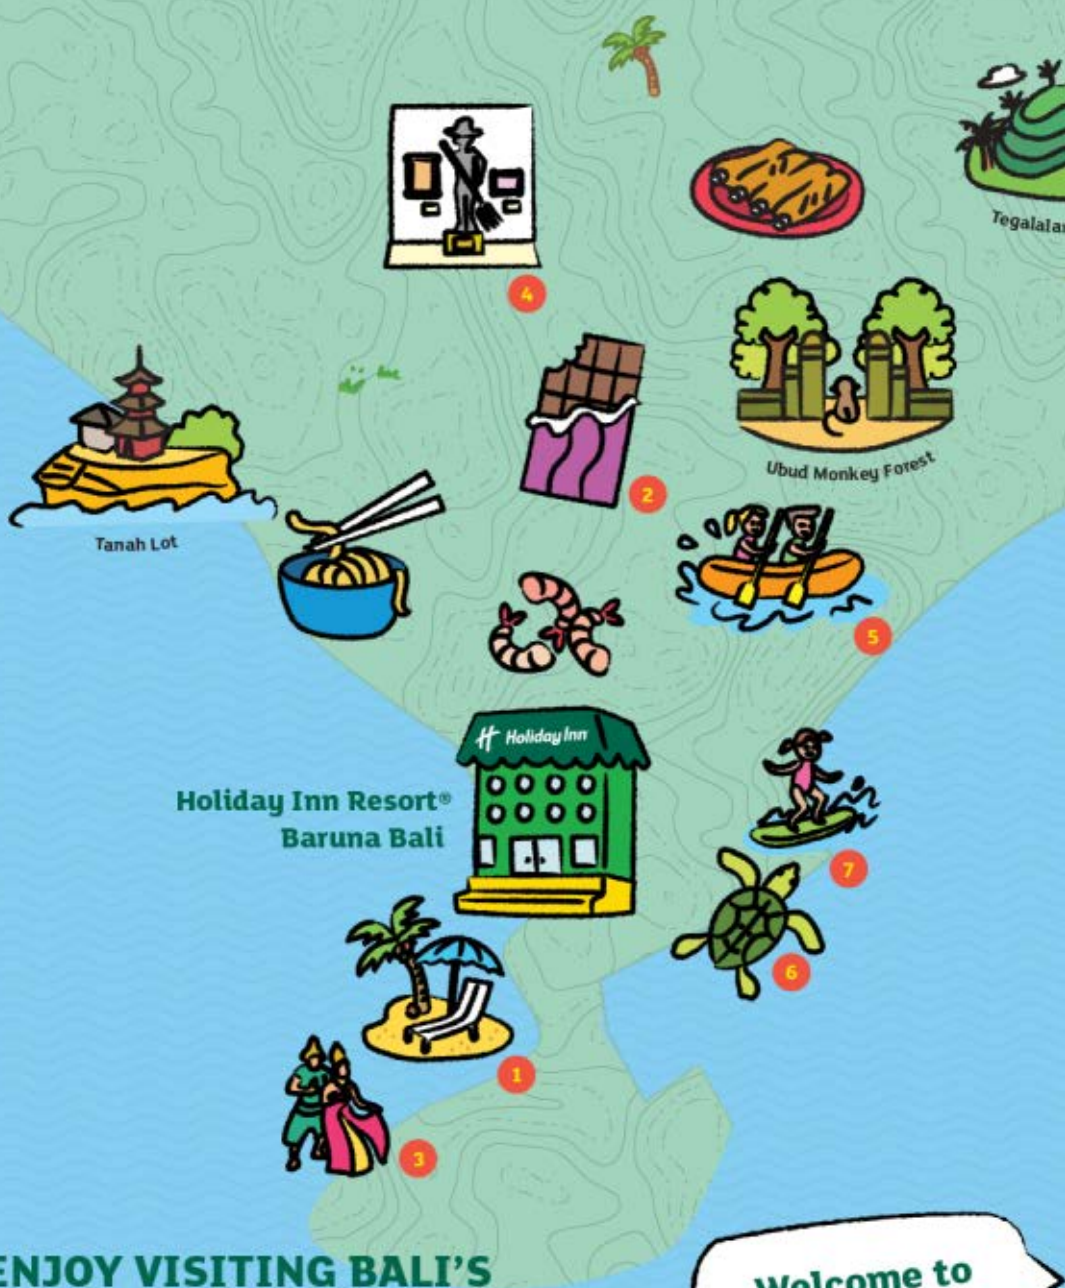 Tegalala
4
Ubud Monkey Forest
2
Tanah Lot
5
Holiday Inn
Holiday Inn Resort®
Baruna Bali
7
6
1
3
ENJOY VISITING BALI'S
Welcome to